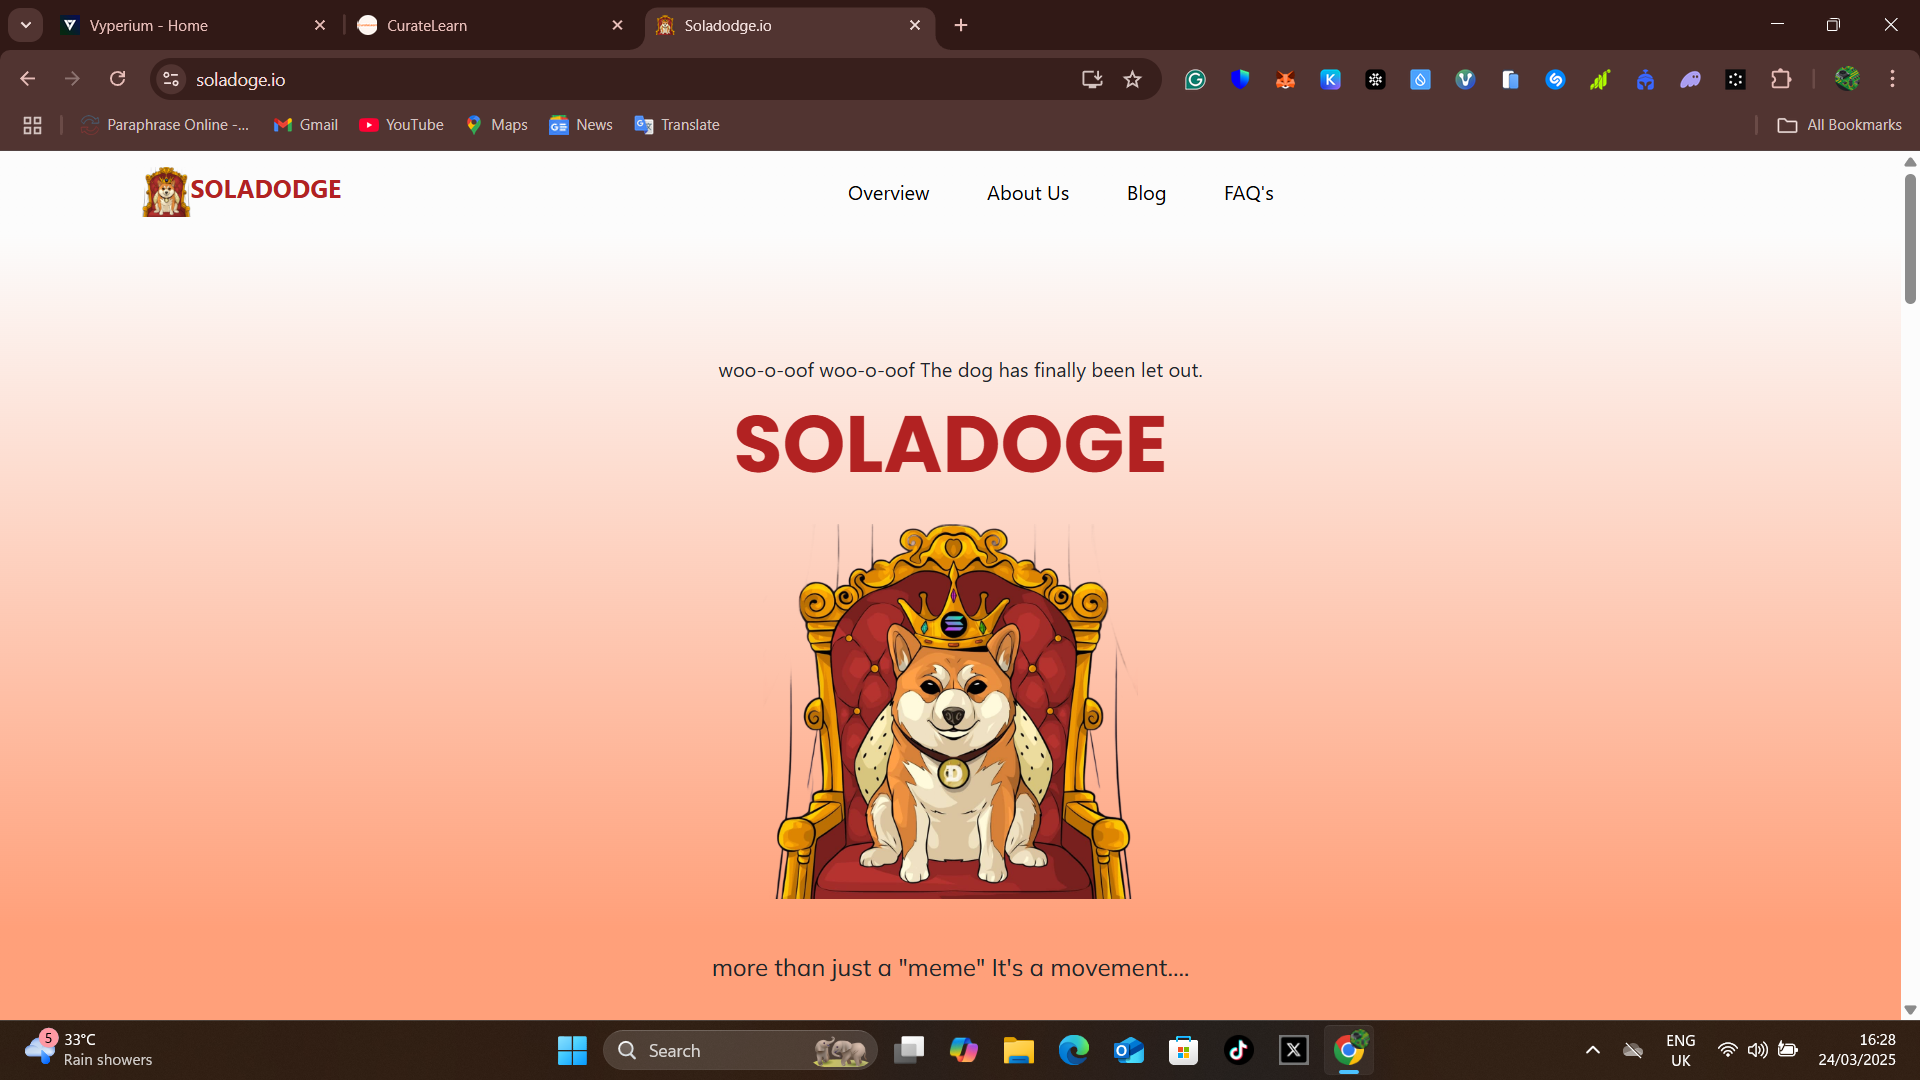 Vyperium - Home
CurateLearn
Soladodge.io
soladoge.io
Paraphrase Online -...
Gmail
YouTube
Maps
News
Translate
All Bookmarks
SOLADODGE
Overview
About Us
Blog
FAQ's
woo-o-oof woo-o-oof The dog has finally been let out.
SOLADOGE
D
more than just a "meme" It's a movement....
5
33°C
Rain showers
Search
ENG
UK
16:28
24/03/2025